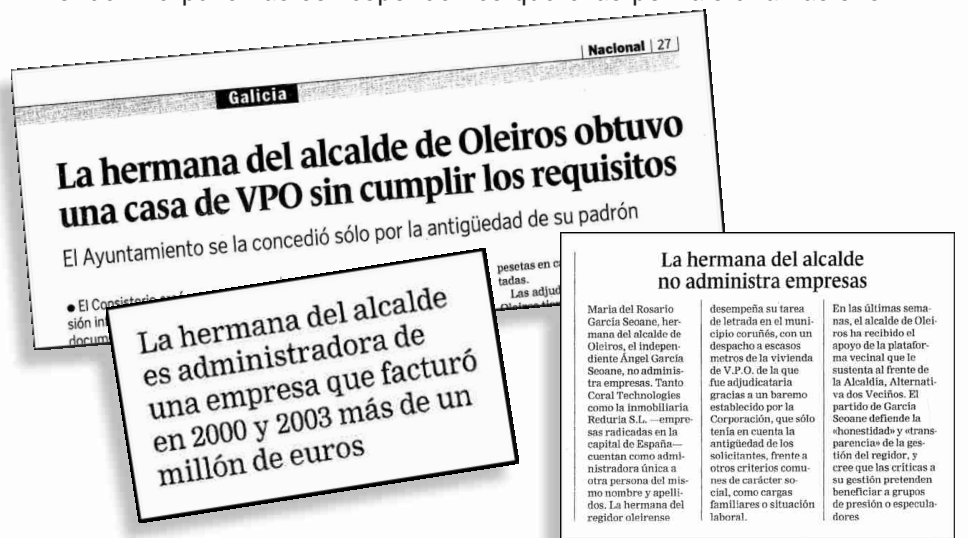 Nacional | 27
Galicia
La hermana del alcalde de Oleiros obtuvo
una casa de VPO sin cumplir los requisitos
El Ayuntamiento se la concedió sólo por la antigüedad de su padrón
● El
sión
pesetas en
tadas.
Las
La hermana del alcalde
es administradora de
una empresa que facturó
en 2000 y 2003 más de un
millón de euros
La hermana del alcalde
no administra empresas
Maria del Rosario
García Seoane, her-
mana del alcalde de
Oleiros, el indepen-
diente Ángel García
Seoane, no adminis-
tra empresas. Tanto
Coral Technologies
como la inmobiliaria
Reduria S.L. —empre-
sas radicadas en la
capital de España—
cuentan como admi-
nistradora única a
otra persona del mis-
mo nombre y apelli-
dos. La hermana del
regidor oleirense
desempeña su tarea
de letrada en el muni-
cipio coruñés, con un
despacho a escasos
metros de la vivienda
de V.P.O. de la que
fue adjudicataria
gracias a un baremo
establecido por la
Corporación, que sólo
tenía en cuenta la
antigüedad de los
solicitantes, frente a
otros criterios comu-
nes de carácter so-
cial, como cargas
familiares o situación
laboral.
En las últimas sema-
nas, el alcalde de Olei-
ros ha recibido el
apoyo de la platafor-
ma vecinal que le
sustenta al frente de
la Alcaldía, Alternati-
va dos Veciños. El
partido de García
Seoane defiende la
«honestidad» y «trans-
parencia» de la ges-
tión del regidor, y
cree que las críticas a
su gestión pretenden
beneficiar a grupos
de presión o especula-
dores